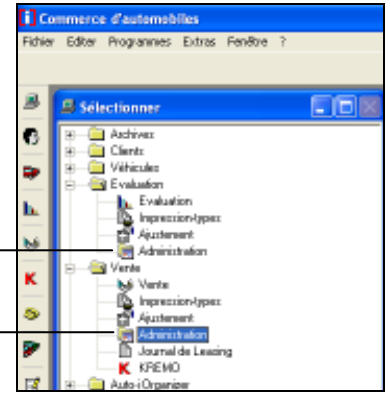 Commerce d'automobiles
Fichier Editer Programmes Extras Fenêtre ?
Sélectionner
Archives
Clients
Véhicules
Evaluation
Evaluation
Impression-types
Ajustement
Administration
Vente
Vente
Impression-types
Ajustement
Administration
Journal de Leasing
K KREMO
Auto-i Organizer
K